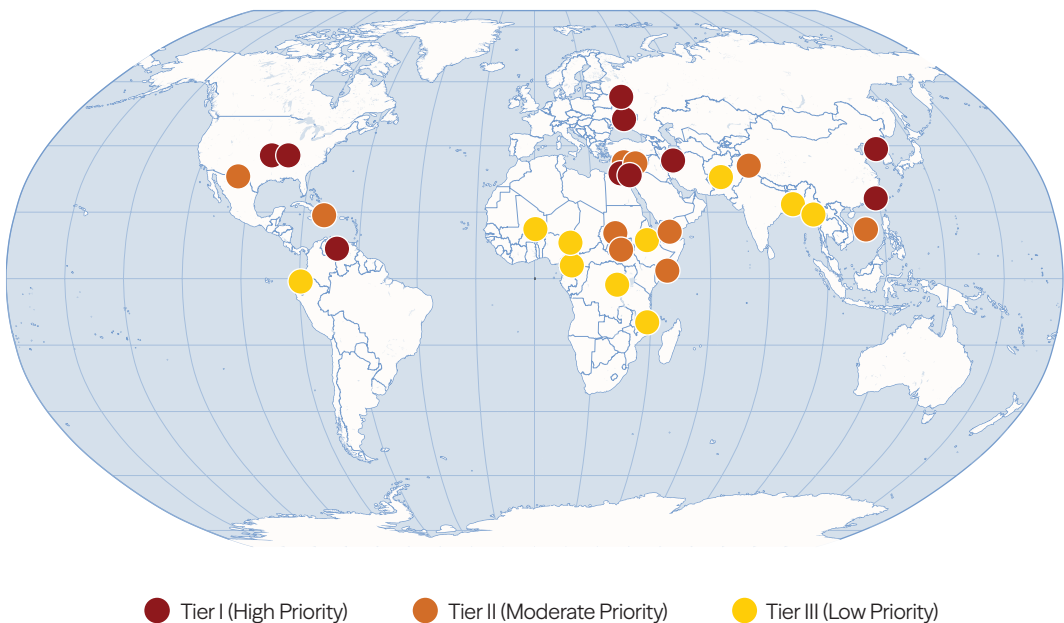 Tier I (High Priority)
Tier II (Moderate Priority)
Tier III (Low Priority)